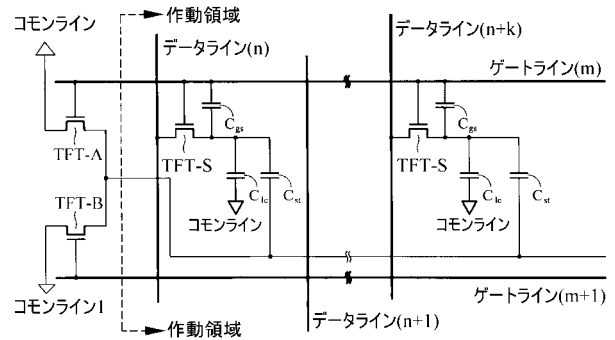 コモンライン
作動領域
データライン(n)
データライン(n+k)
ゲートライン(m)
TFT-A
TFT-S
Cgs
TFT-S
Cgs
TFT-B
Clc
Cst
Clc
Cst
コモンライン
コモンライン
コモンライン1
作動領域
データライン(n+1)
ゲートライン(m+1)